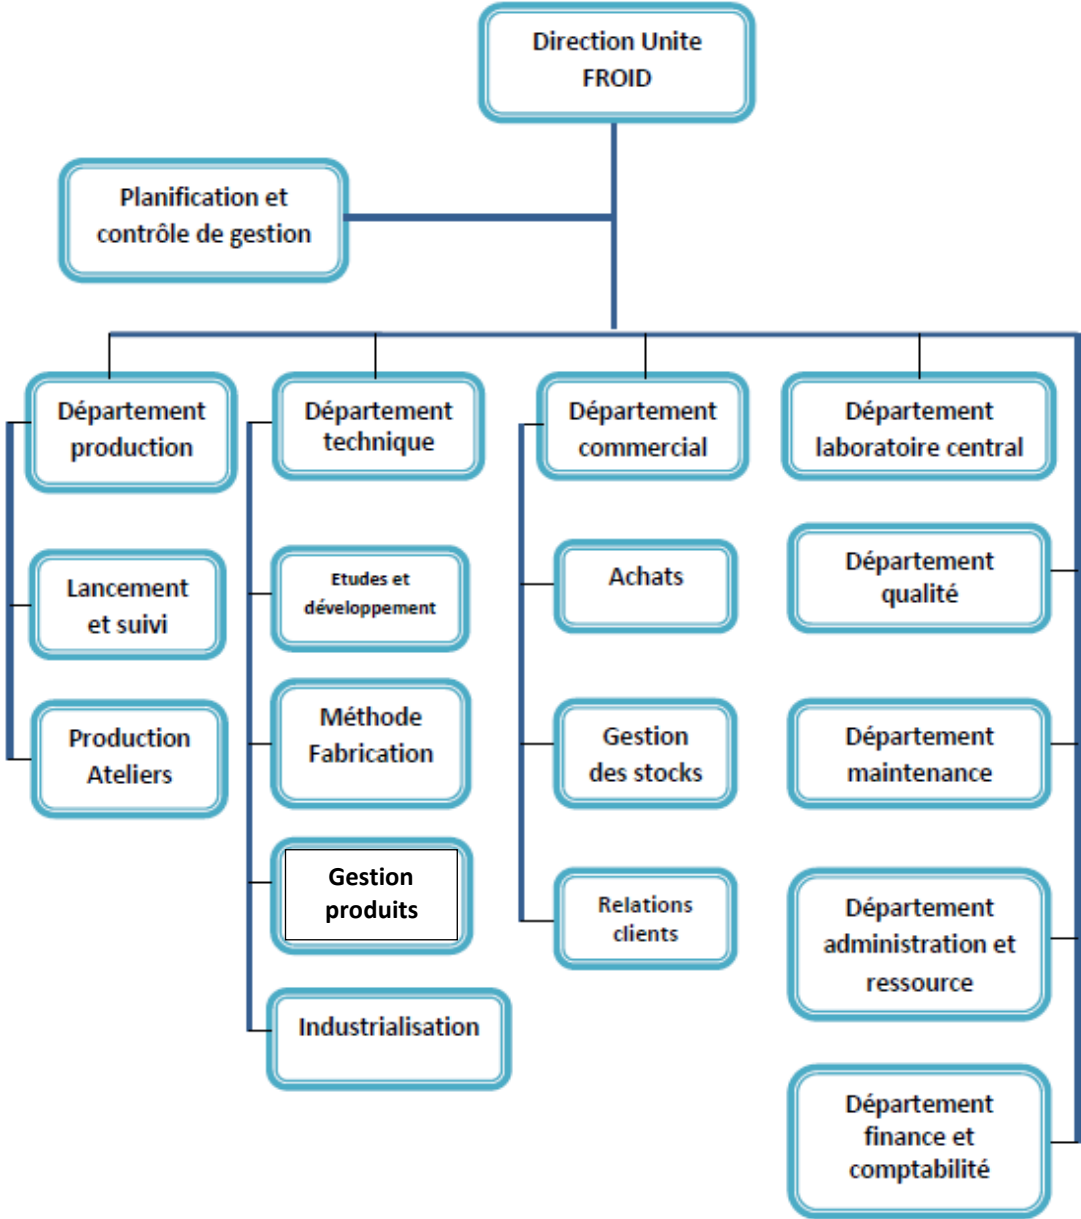 Direction Unite
FROID
Planification et
contrôle de gestion
Département
production
Département
technique
Département
commercial
Département
laboratoire central
Lancement
et suivi
Etudes et
développement
Achats
Département
qualité
Production
Ateliers
Méthode
Fabrication
Gestion
des stocks
Département
maintenance
Gestion
produits
Relations
clients
Département
administration et
ressource
Industrialisation
Département
finance et
comptabilité